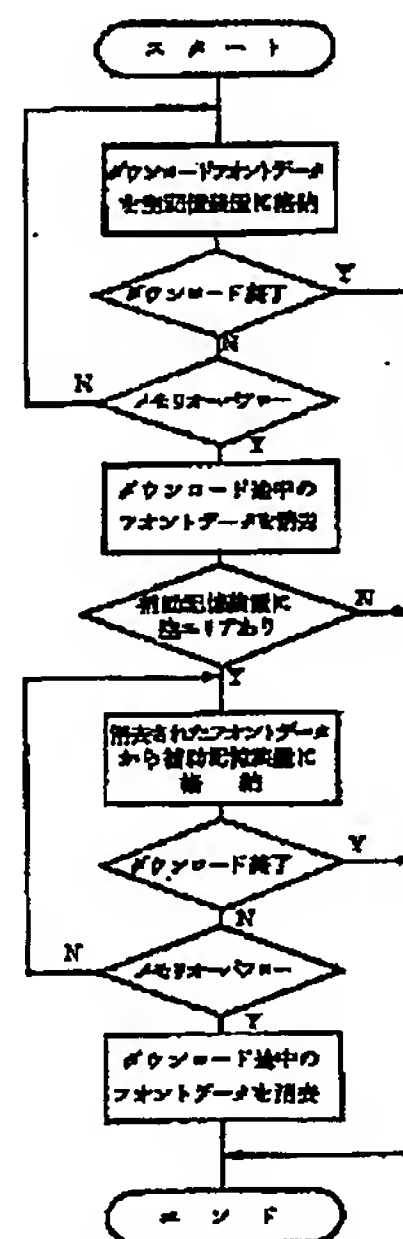 スタート
ダウンロードフォントデータ
を主記憶装置に格納
ダウンロード終了
Y
N
メモリオーバフロー
N
Y
ダウンロード途中の
フォントデータを消去
補助記憶装置に
空エリアあり
N
Y
消去されたフォントデータ
から補助記憶装置に
格納
ダウンロード終了
Y
N
メモリオーバフロー
N
Y
ダウンロード途中の
フォントデータを消去
エンド